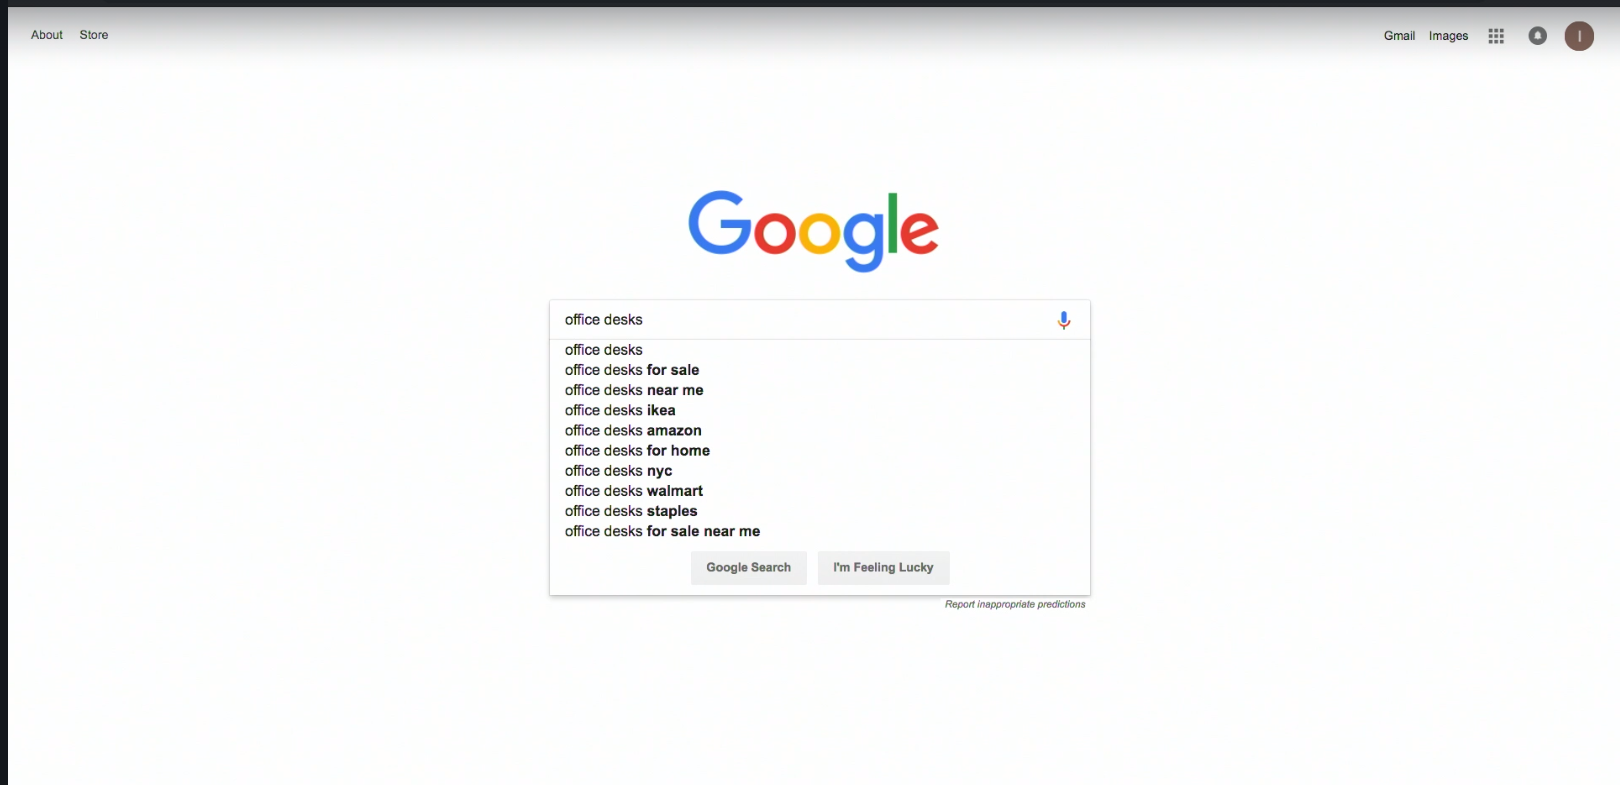 About Store
Gmail Images
I
Google
office desks
office desks
office desks for sale
office desks near me
office desks ikea
office desks amazon
office desks for home
office desks nyc
office desks walmart
office desks staples
office desks for sale near me
Google Search I'm Feeling Lucky
Report inappropriate predictions